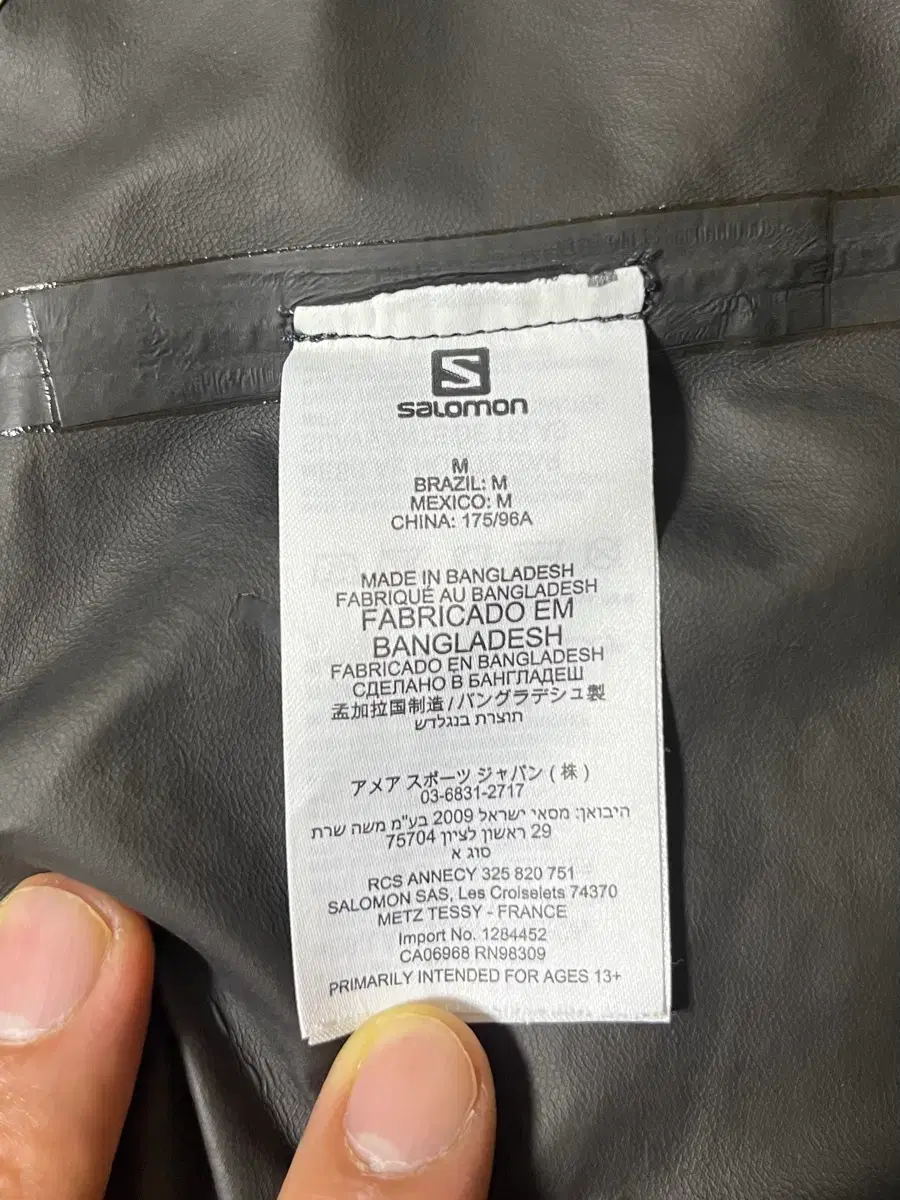 S
salomon
M
BRAZIL: M
MEXICO: M
CHINA: 175/96A
MADE IN BANGLADESH
FABRIQUÉ AU BANGLADESH
FABRICADO EM
BANGLADESH
FABRICADO EN BANGLADESH
СДЕЛАНО В БАНГЛАДЕШ
孟加拉国制造 / バングラデシュ製
תוצרת בנגלדש
アメア スポーツ ジャパン ( 株 )
03-6831-2717
היבואן: מסאי ישראל 2009 בע"מ משה שרת
29 ראשון לציון 75704
סוג א
RCS ANNECY 325 820 751
SALOMON SAS, Les Croiselets 74370
METZ TESSY - FRANCE
Import No. 1284452
CA06968 RN98309
PRIMARILY INTENDED FOR AGES 13+